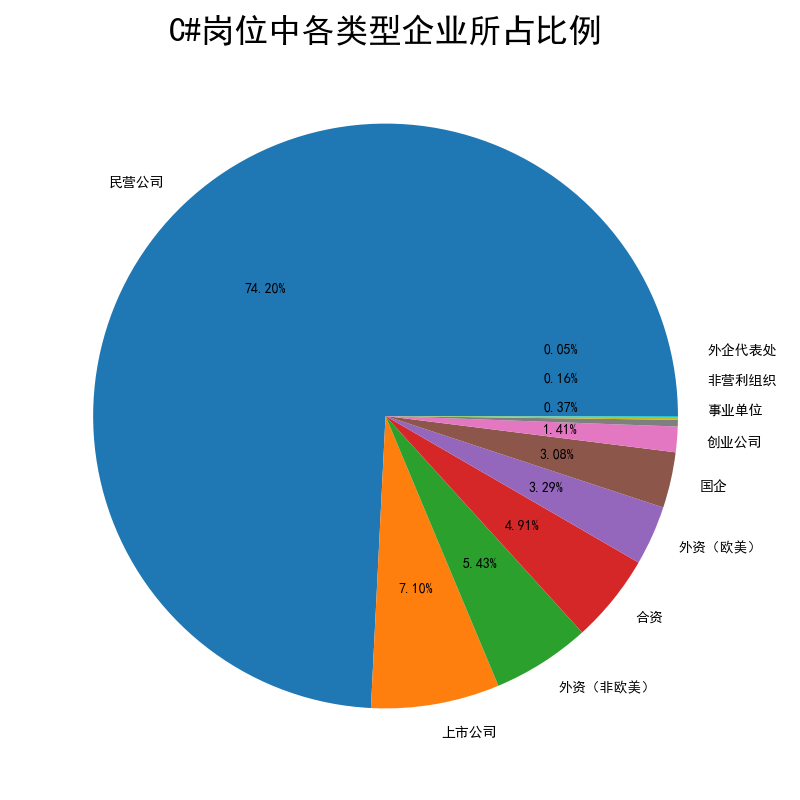 C#岗位中各类型企业所占比例
民营公司
74.20%
0.05%
外企代表处
0.16%
非营利组织
0.37%
事业单位
1.41%
创业公司
3.08%
国企
3.29%
外资（欧美）
4.91%
合资
5.43%
外资（非欧美）
7.10%
上市公司